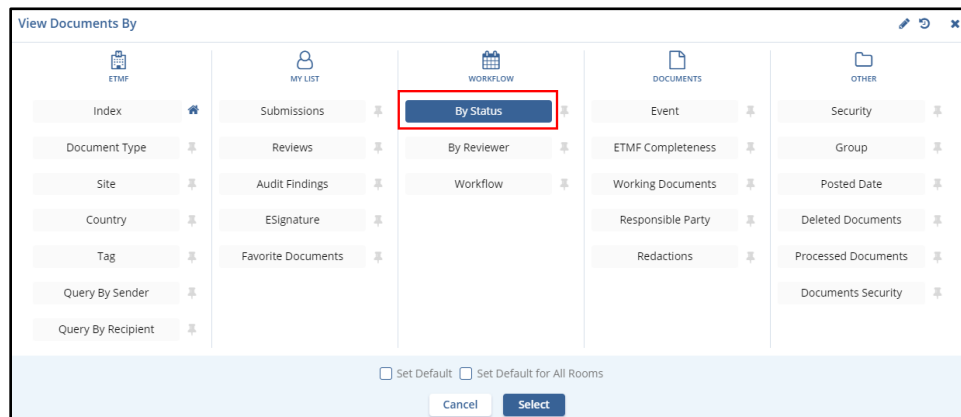 View Documents By
ETMF
MY LIST
WORKFLOW
DOCUMENTS
OTHER
Index
Submissions
By Status
Event
Security
Document Type
Reviews
By Reviewer
ETMF Completeness
Group
Site
Audit Findings
Workflow
Working Documents
Posted Date
Country
ESignature
Responsible Party
Deleted Documents
Tag
Favorite Documents
Redactions
Processed Documents
Query By Sender
Documents Security
Query By Recipient
Set Default
Set Default for All Rooms
Cancel
Select